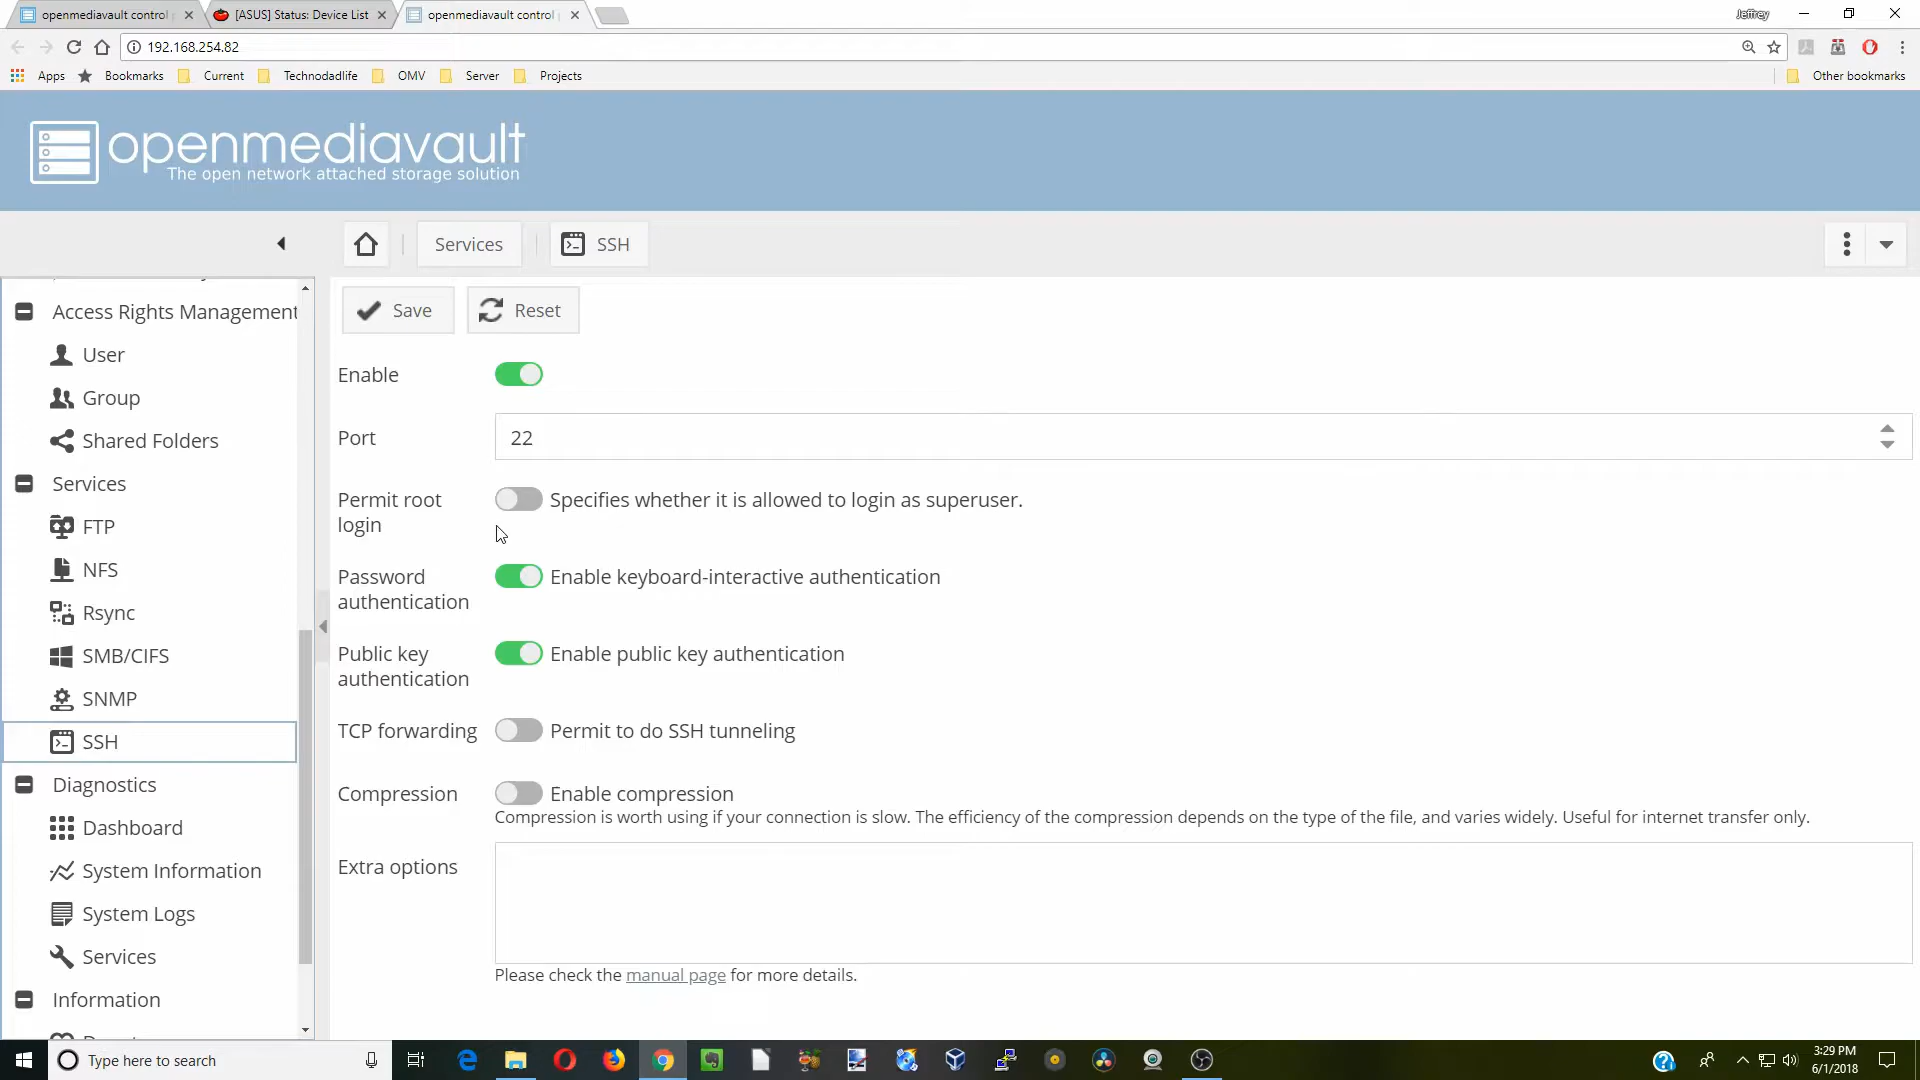 openmediavault control
[ASUS] Status: Device List
openmediavault control
Jeffrey
192.168.254.82
Apps
Bookmarks
Current
Technodadlife
OMV
Server
Projects
Other bookmarks
openmediavault
The open network attached storage solution
Services
SSH
Access Rights Management
User
Group
Shared Folders
Services
FTP
NFS
Rsync
SMB/CIFS
SNMP
SSH
Diagnostics
Dashboard
System Information
System Logs
Services
Information
Save
Reset
Enable
Port
22
Permit root
login
Specifies whether it is allowed to login as superuser.
Password
authentication
Enable keyboard-interactive authentication
Public key
authentication
Enable public key authentication
TCP forwarding
Permit to do SSH tunneling
Compression
Enable compression
Compression is worth using if your connection is slow. The efficiency of the compression depends on the type of the file, and varies widely. Useful for internet transfer only.
Extra options
Please check the manual page for more details.
Type here to search
3:29 PM
6/1/2018